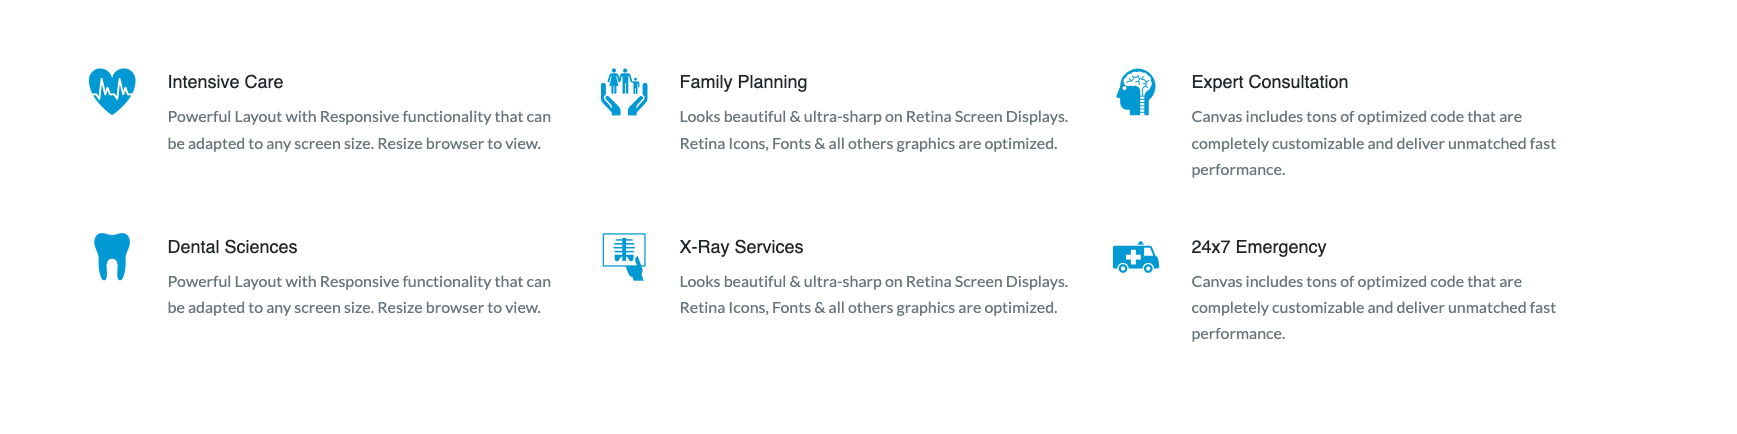 Intensive Care
Powerful Layout with Responsive functionality that can
be adapted to any screen size. Resize browser to view.
Family Planning
Looks beautiful & ultra-sharp on Retina Screen Displays.
Retina Icons, Fonts & all others graphics are optimized.
Expert Consultation
Canvas includes tons of optimized code that are
completely customizable and deliver unmatched fast
performance.
Dental Sciences
Powerful Layout with Responsive functionality that can
be adapted to any screen size. Resize browser to view.
X-Ray Services
Looks beautiful & ultra-sharp on Retina Screen Displays.
Retina Icons, Fonts & all others graphics are optimized.
24x7 Emergency
Canvas includes tons of optimized code that are
completely customizable and deliver unmatched fast
performance.